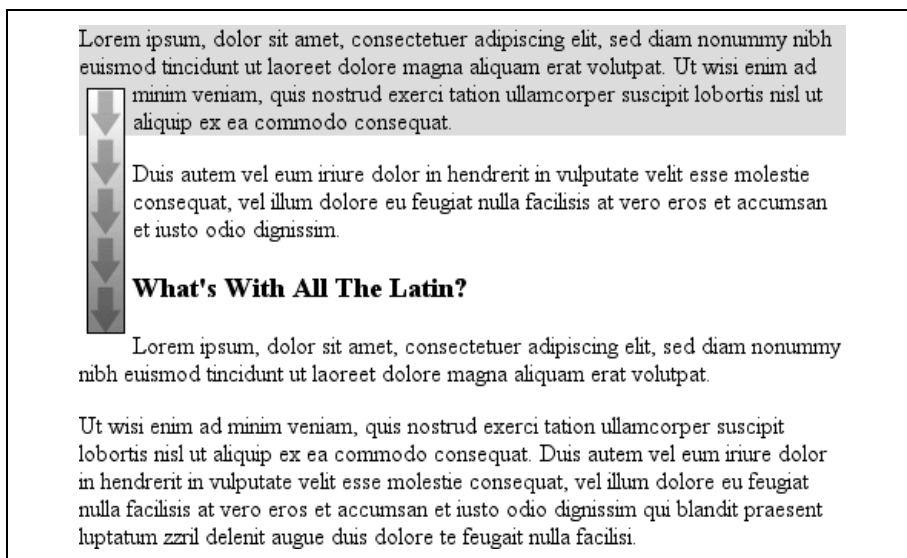 Lorem ipsum, dolor sit amet, consectetuer adipiscing elit, sed diam nonummy nibh
euismod tincidunt ut laoreet dolore magna aliquam erat volutpat. Ut wisi enim ad
minim veniam, quis nostrud exerci tation ullamcorper suscipit lobortis nisl ut
aliquip ex ea commodo consequat.
Duis autem vel eum iriure dolor in hendrerit in vulputate velit esse molestie
consequat, vel illum dolore eu feugiat nulla facilisis at vero eros et accumsan
et iusto odio dignissim.
What's With All The Latin?
Lorem ipsum, dolor sit amet, consectetuer adipiscing elit, sed diam nonummy
nibh euismod tincidunt ut laoreet dolore magna aliquam erat volutpat.
Ut wisi enim ad minim veniam, quis nostrud exerci tation ullamcorper suscipit
lobortis nisl ut aliquip ex ea commodo consequat. Duis autem vel eum iriure dolor
in hendrerit in vulputate velit esse molestie consequat, vel illum dolore eu feugiat
nulla facilisis at vero eros et accumsan et iusto odio dignissim qui blandit praesent
luptatum zzril delenit augue duis dolore te feugait nulla facilisi.